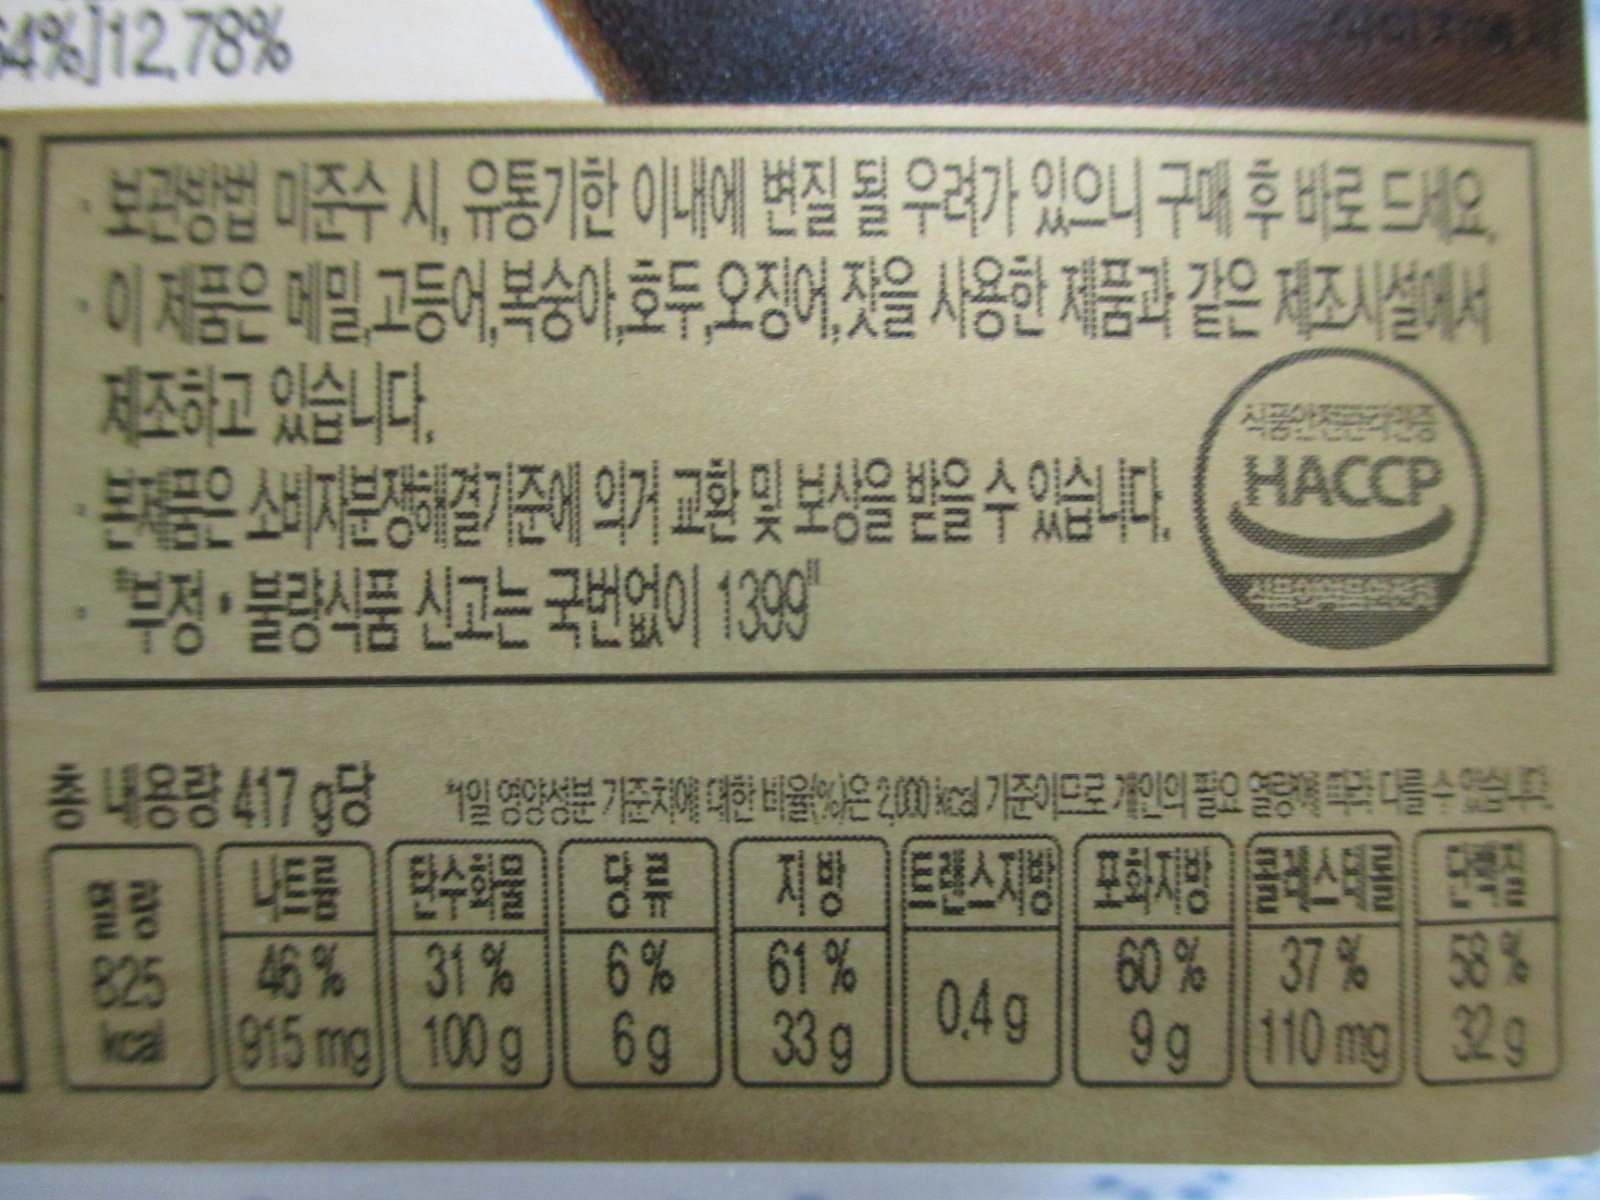 64%]12.78%
· 보관방법 미준수 시, 유통기한 이내에 변질 될 우려가 있으니 구매 후 바로 드세요.
· 이 제품은 메밀,고등어,복숭아,호두,오징어,잣을 사용한 제품과 같은 제조시설에서
제조하고 있습니다.
· 본제품은 소비자분쟁해결기준에 의거 교환 및 보상을 받을 수 있습니다.
· "부정·불량식품 신고는 국번없이 1399"
식품안전관리인증
HACCP
식품의약품안전처
총 내용량 417 g당
*1일 영양성분 기준치에 대한 비율(%)은 2,000 kcal 기준이므로 개인의 필요 열량에 따라 다를 수 있습니다.
열량 나트륨 탄수화물 당류 지방 트랜스지방 포화지방 콜레스테롤 단백질
825 46 % 31 % 6 % 61 % 0.4 g 60 % 37 % 58 %
kcal 915 mg 100 g 6 g 33 g 9 g 110 mg 32 g